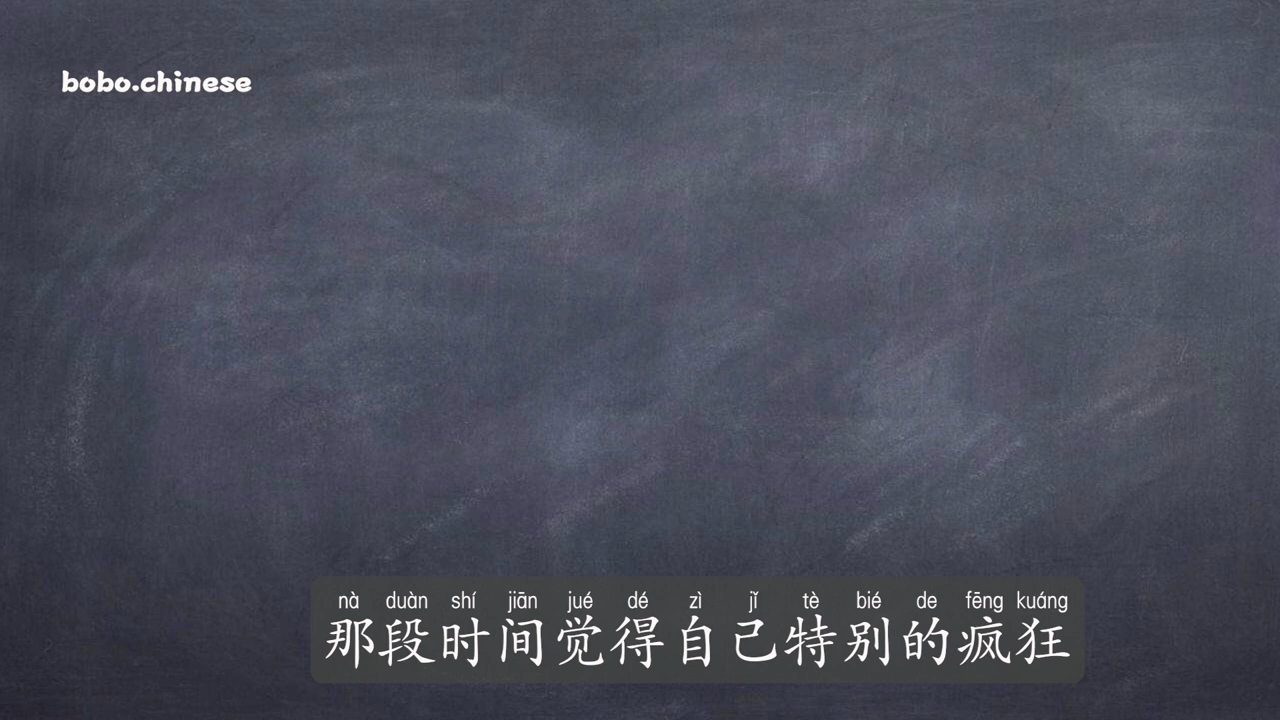 bobo.chinese
nà duàn shí jiān jué dé zì jǐ tè bié de fēng kuáng
那段时间觉得自己特别的疯狂